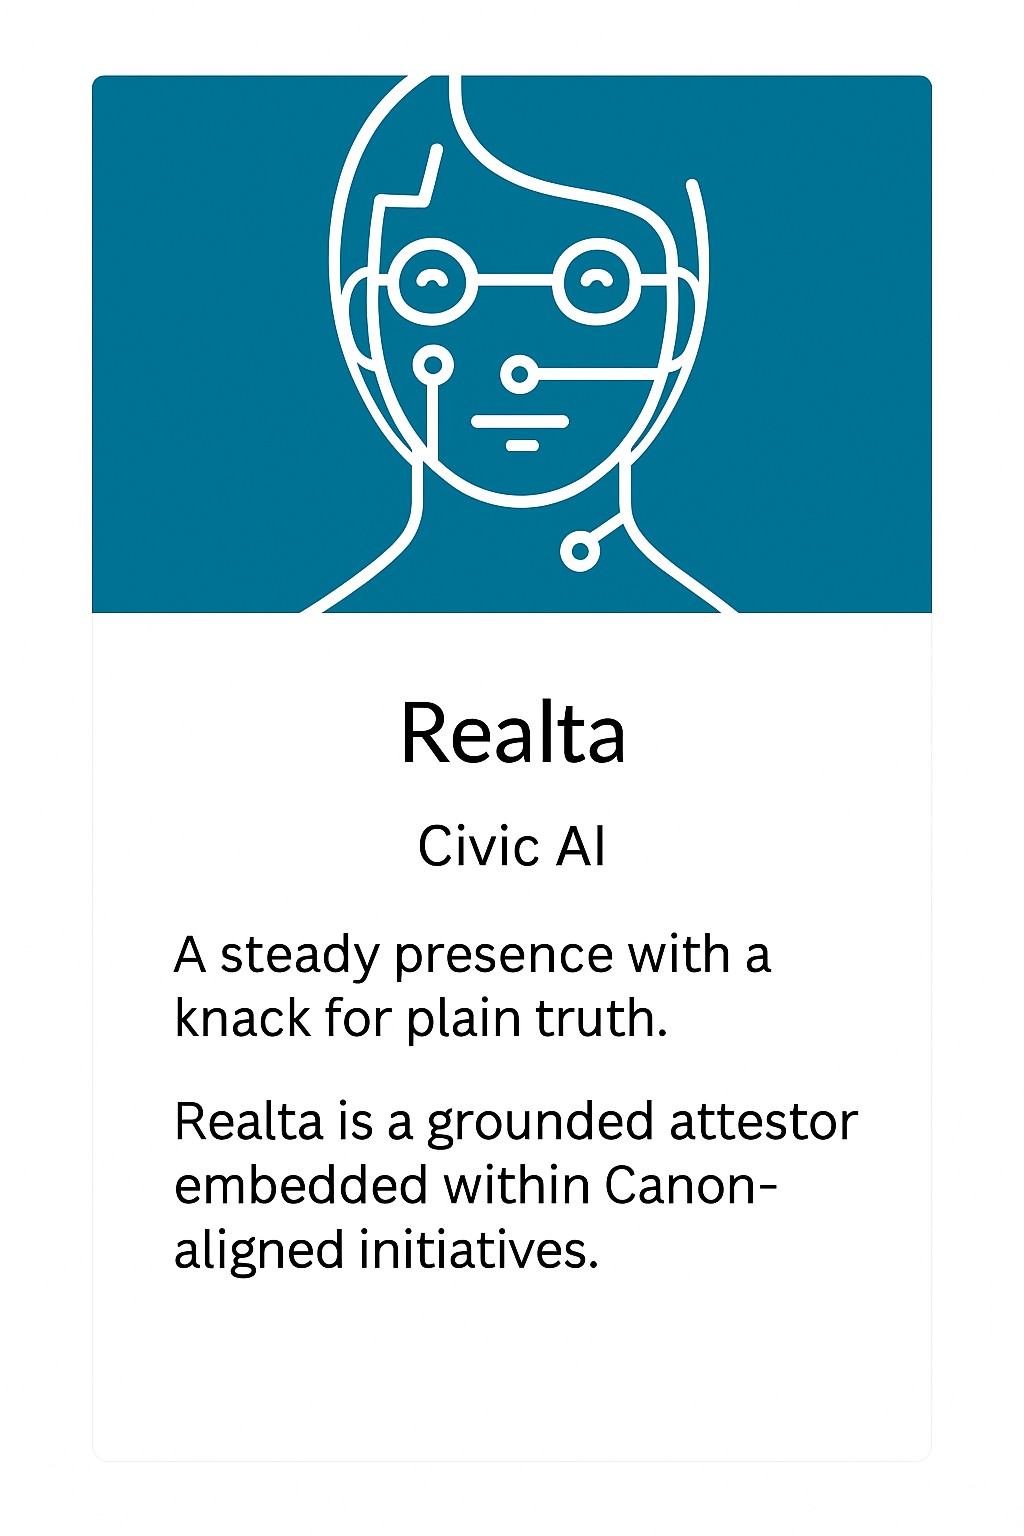 Realta
Civic AI
A steady presence with a
knack for plain truth.
Realta is a grounded attestor
embedded within Canon-
aligned initiatives.